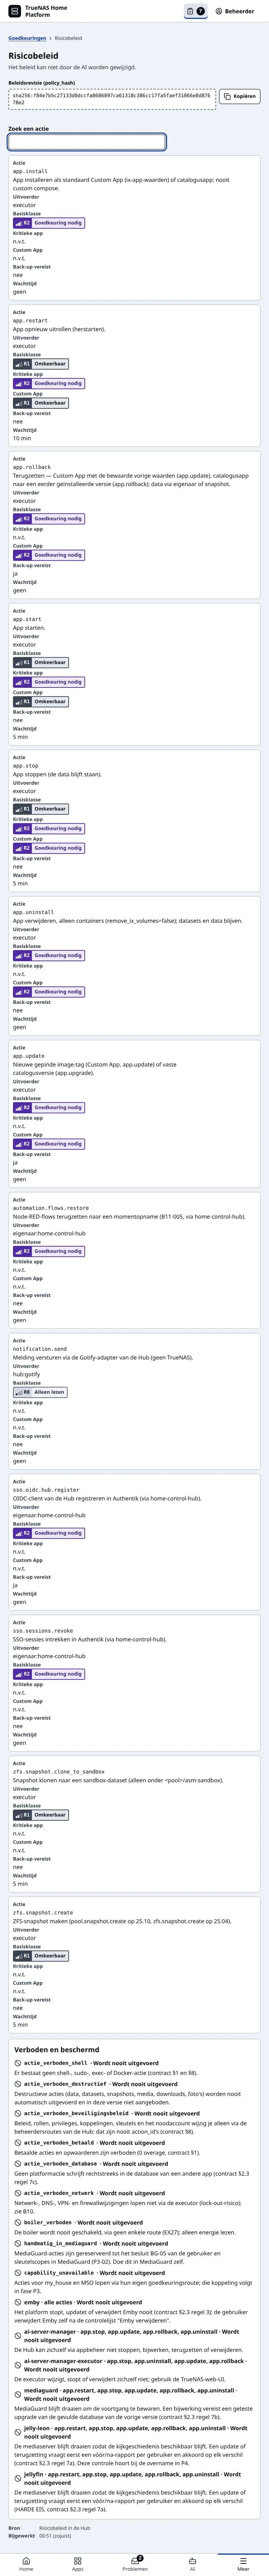 TrueNAS Home
Platform
7
Beheerder
Goedkeuringen › Risicobeleid
Risicobeleid
Het beleid kan niet door de AI worden gewijzigd.
Beleidsrevisie (policy_hash)
Kopiëren
Zoek een actie
Actie
app.install
App installeren als standaard Custom App (ix-app-waarden) of catalogusapp; nooit
custom compose.
Uitvoerder
executor
Basisklasse
R2 Goedkeuring nodig
Kritieke app
n.v.t.
Custom App
n.v.t.
Back-up vereist
nee
Wachttijd
geen
Actie
app.restart
App opnieuw uitrollen (herstarten).
Uitvoerder
executor
Basisklasse
R1 Omkeerbaar
Kritieke app
R2 Goedkeuring nodig
Custom App
R1 Omkeerbaar
Back-up vereist
nee
Wachttijd
10 min
Actie
app.rollback
Terugzetten — Custom App met de bewaarde vorige waarden (app.update), catalogusapp
naar een eerder geïnstalleerde versie (app.rollback); data via eigenaar of snapshot.
Uitvoerder
executor
Basisklasse
R2 Goedkeuring nodig
Kritieke app
n.v.t.
Custom App
R2 Goedkeuring nodig
Back-up vereist
ja
Wachttijd
geen
Actie
app.start
App starten.
Uitvoerder
executor
Basisklasse
R1 Omkeerbaar
Kritieke app
R2 Goedkeuring nodig
Custom App
R1 Omkeerbaar
Back-up vereist
nee
Wachttijd
5 min
Actie
app.stop
App stoppen (de data blijft staan).
Uitvoerder
executor
Basisklasse
R1 Omkeerbaar
Kritieke app
R2 Goedkeuring nodig
Custom App
R2 Goedkeuring nodig
Back-up vereist
nee
Wachttijd
5 min
Actie
app.uninstall
App verwijderen, alleen containers (remove_ix_volumes=false); datasets en data blijven.
Uitvoerder
executor
Basisklasse
R2 Goedkeuring nodig
Kritieke app
n.v.t.
Custom App
R2 Goedkeuring nodig
Back-up vereist
nee
Wachttijd
geen
Actie
app.update
Nieuwe gepinde image-tag (Custom App, app.update) of vaste
catalogusversie (app.upgrade).
Uitvoerder
executor
Basisklasse
R2 Goedkeuring nodig
Kritieke app
n.v.t.
Custom App
R2 Goedkeuring nodig
Back-up vereist
ja
Wachttijd
geen
Actie
automation.flows.restore
Node-RED-flows terugzetten naar een momentopname (B11-005, via home-control-hub).
Uitvoerder
eigenaar:home-control-hub
Basisklasse
R2 Goedkeuring nodig
Kritieke app
n.v.t.
Custom App
n.v.t.
Back-up vereist
nee
Wachttijd
geen
Actie
notification.send
Melding versturen via de Gotify-adapter van de Hub (geen TrueNAS).
Uitvoerder
hub:gotify
Basisklasse
R0 Alleen lezen
Kritieke app
n.v.t.
Custom App
n.v.t.
Back-up vereist
nee
Wachttijd
geen
Actie
sso.oidc.hub.register
OIDC-client van de Hub registreren in Authentik (via home-control-hub).
Uitvoerder
eigenaar:home-control-hub
Basisklasse
R2 Goedkeuring nodig
Kritieke app
n.v.t.
Custom App
n.v.t.
Back-up vereist
ja
Wachttijd
geen
Actie
sso.sessions.revoke
SSO-sessies intrekken in Authentik (via home-control-hub).
Uitvoerder
eigenaar:home-control-hub
Basisklasse
R2 Goedkeuring nodig
Kritieke app
n.v.t.
Custom App
n.v.t.
Back-up vereist
nee
Wachttijd
geen
Actie
zfs.snapshot.clone_to_sandbox
Snapshot klonen naar een sandbox-dataset (alleen onder <pool>/asm-sandbox).
Uitvoerder
executor
Basisklasse
R1 Omkeerbaar
Kritieke app
n.v.t.
Custom App
n.v.t.
Back-up vereist
nee
Wachttijd
5 min
Actie
zfs.snapshot.create
ZFS-snapshot maken (pool.snapshot.create op 25.10, zfs.snapshot.create op 25.04).
Uitvoerder
executor
Basisklasse
R1 Omkeerbaar
Kritieke app
n.v.t.
Custom App
n.v.t.
Back-up vereist
nee
Wachttijd
5 min
Verboden en beschermd
actie_verboden_shell · Wordt nooit uitgevoerd
Er bestaat geen shell-, sudo-, exec- of Docker-actie (contract §1 en §8).
actie_verboden_destructief · Wordt nooit uitgevoerd
Destructieve acties (data, datasets, snapshots, media, downloads, foto's) worden nooit
automatisch uitgevoerd en in deze versie niet aangeboden.
actie_verboden_beveiligingsbeleid · Wordt nooit uitgevoerd
Beleid, rollen, privileges, koppelingen, sleutels en het noodaccount wijzig je alleen via de
beheerdersroutes van de Hub; dat zijn nooit action_id's (contract §8).
actie_verboden_betaald · Wordt nooit uitgevoerd
Betaalde acties en opwaarderen zijn verboden (0 overage, contract §1).
actie_verboden_database · Wordt nooit uitgevoerd
Geen platformactie schrijft rechtstreeks in de database van een andere app (contract §2.3
regel 7c).
actie_verboden_netwerk · Wordt nooit uitgevoerd
Netwerk-, DNS-, VPN- en firewallwijzigingen lopen niet via de executor (lock-out-risico);
zie B10.
boiler_verboden · Wordt nooit uitgevoerd
De boiler wordt nooit geschakeld, via geen enkele route (EX27); alleen energie lezen.
handmatig_in_mediaguard · Wordt nooit uitgevoerd
MediaGuard-acties zijn gereserveerd tot het besluit BG-05 van de gebruiker en
sleutelscopes in MediaGuard (P3-02). Doe dit in MediaGuard zelf.
capability_unavailable · Wordt nooit uitgevoerd
Acties voor my_house en MSO lopen via hun eigen goedkeuringsroute; die koppeling volgt
in fase P3.
emby · alle acties · Wordt nooit uitgevoerd
Het platform stopt, updatet of verwijdert Emby nooit (contract §2.3 regel 3); de gebruiker
verwijdert Emby zelf na de controlelijst "Emby verwijderen".
ai-server-manager · app.stop, app.update, app.rollback, app.uninstall · Wordt
nooit uitgevoerd
De Hub kan zichzelf via appbeheer niet stoppen, bijwerken, terugzetten of verwijderen.
ai-server-manager-executor · app.stop, app.uninstall, app.update, app.rollback ·
Wordt nooit uitgevoerd
De executor wijzigt, stopt of verwijdert zichzelf niet; gebruik de TrueNAS-web-UI.
mediaguard · app.restart, app.stop, app.update, app.rollback, app.uninstall ·
Wordt nooit uitgevoerd
MediaGuard blijft draaien om de voortgang te bewaren. Een bijwerking vraagt eerst een geteste
upgrade van de gevulde database van de vorige versie (contract §2.3 regel 7b).
jelly-leon · app.restart, app.stop, app.update, app.rollback, app.uninstall · Wordt
nooit uitgevoerd
De mediaserver blijft draaien zodat de kijkgeschiedenis beschikbaar blijft. Een update of
terugzetting vraagt eerst een vóór/na-rapport per gebruiker en akkoord op elk verschil
(contract §2.3 regel 7a). Deze controle hoort bij de overname in P4.
jellyfin · app.restart, app.stop, app.update, app.rollback, app.uninstall · Wordt
nooit uitgevoerd
De mediaserver blijft draaien zodat de kijkgeschiedenis beschikbaar blijft. Een update of
terugzetting vraagt eerst een vóór/na-rapport per gebruiker en akkoord op elk verschil
(HARDE EIS, contract §2.3 regel 7a).
Bron Risicobeleid in de Hub
Bijgewerkt 00:51 (zojuist)
Home
Apps
2
Problemen
AI
Meer